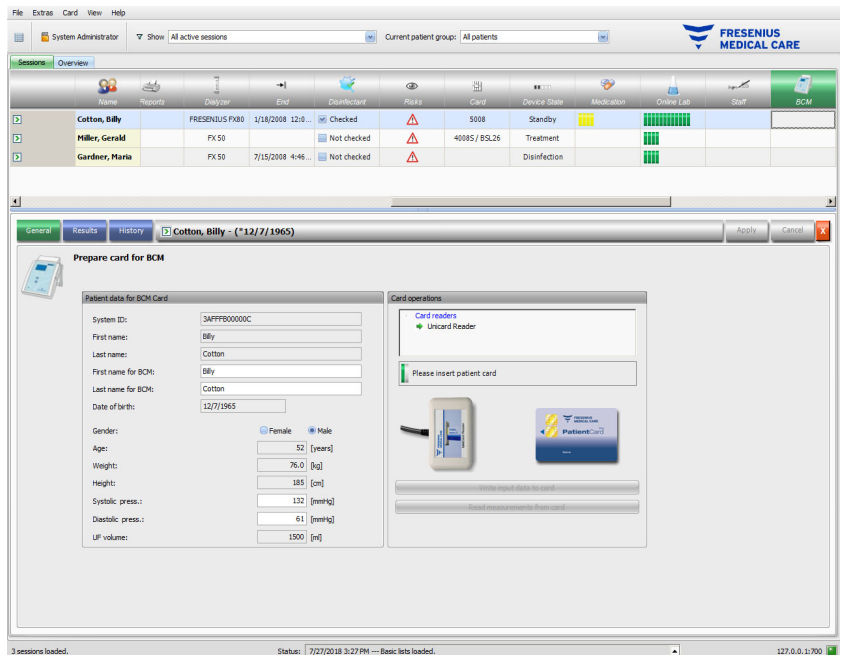 File Extras Card View Help
System Administrator Show All active sessions Current patient group: All patients
FRESENIUS
MEDICAL CARE
Sessions Overview
Name Reports Dialyzer End Disinfectant Risks Card Device State Medication Online Lab Staff BCM
Cotton, Billy FRESENIUS FX80 1/18/2008 12:0... Checked 5008 Standby
Miller, Gerald FX 50 Not checked 4008S / BSL26 Treatment
Gardner, Maria FX 50 7/15/2008 4:46... Not checked Disinfection
General Results History Cotton, Billy - (*12/7/1965) Apply Cancel X
Prepare card for BCM
Patient data for BCM Card
System ID: 3AFFFB00000C
First name: Billy
Last name: Cotton
First name for BCM: Billy
Last name for BCM: Cotton
Date of birth: 12/7/1965
Gender: Female Male
Age: 52 [years]
Weight: 76.0 [kg]
Height: 185 [cm]
Systolic press.: 132 [mmHg]
Diastolic press.: 61 [mmHg]
UF volume: 1500 [ml]
Card operations
Card readers
Unicard Reader
Please insert patient card
FRESENIUS
MEDICAL CARE
PatientCard
Write input data to card
Read measurements from card
3 sessions loaded. Status: 7/27/2018 3:27 PM --- Basic lists loaded. 127.0.0.1:700